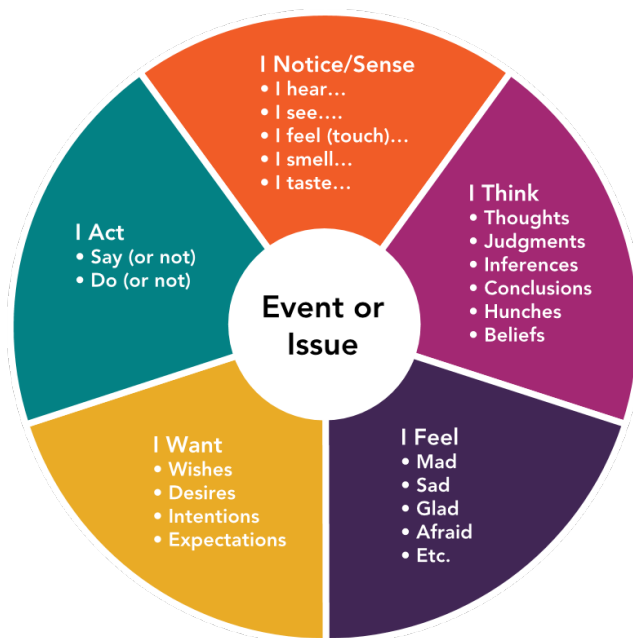 I Notice/Sense
• I hear…
• I see….
• I feel (touch)…
• I smell…
• I taste…
I Think
• Thoughts
• Judgments
• Inferences
• Conclusions
• Hunches
• Beliefs
I Feel
• Mad
• Sad
• Glad
• Afraid
• Etc.
I Want
• Wishes
• Desires
• Intentions
• Expectations
I Act
• Say (or not)
• Do (or not)
Event or
Issue